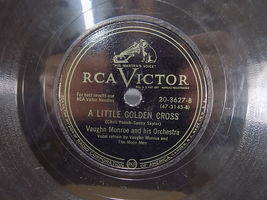 "HIS MASTER'S VOICE"
RCA VICTOR
For best results use
RCA Victor Needles
20-3627-B
(47-3143-B)
A LITTLE GOLDEN CROSS
Vaughn Monroe and his Orchestra
Vocal refrain by Vaughn Monroe and
The Moon Men